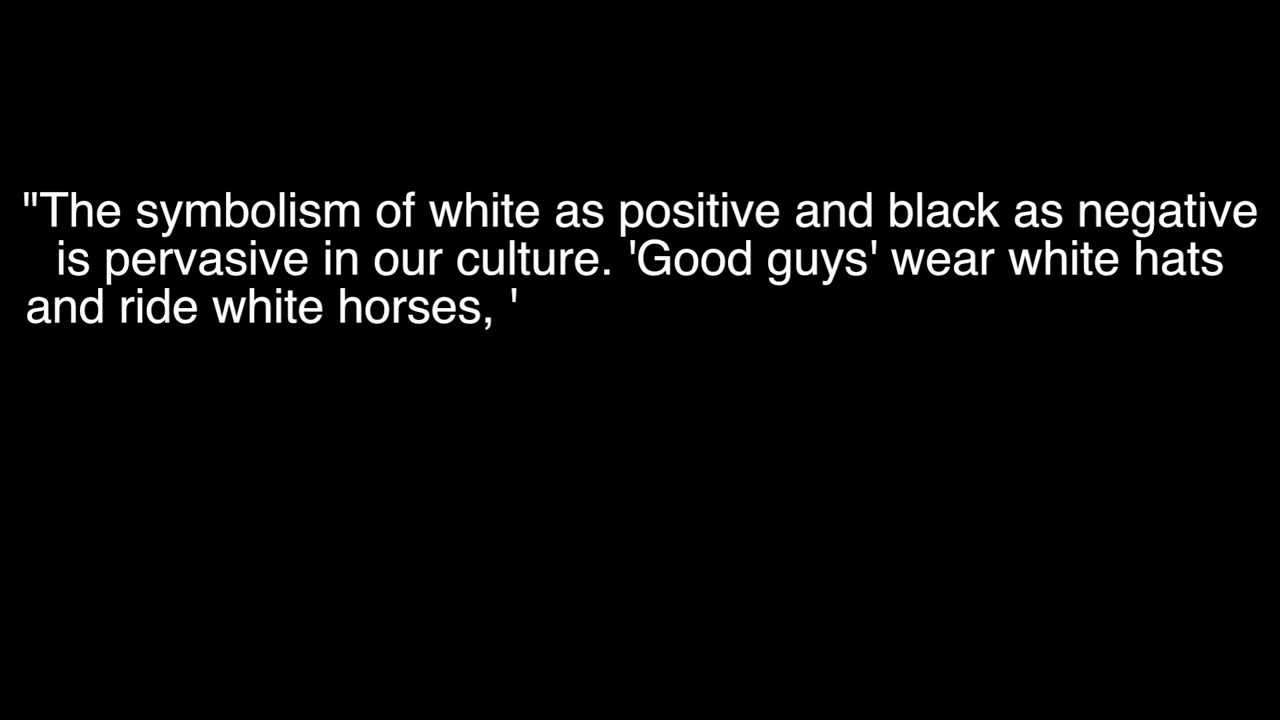 "The symbolism of white as positive and black as negative
is pervasive in our culture. 'Good guys' wear white hats
and ride white horses, '